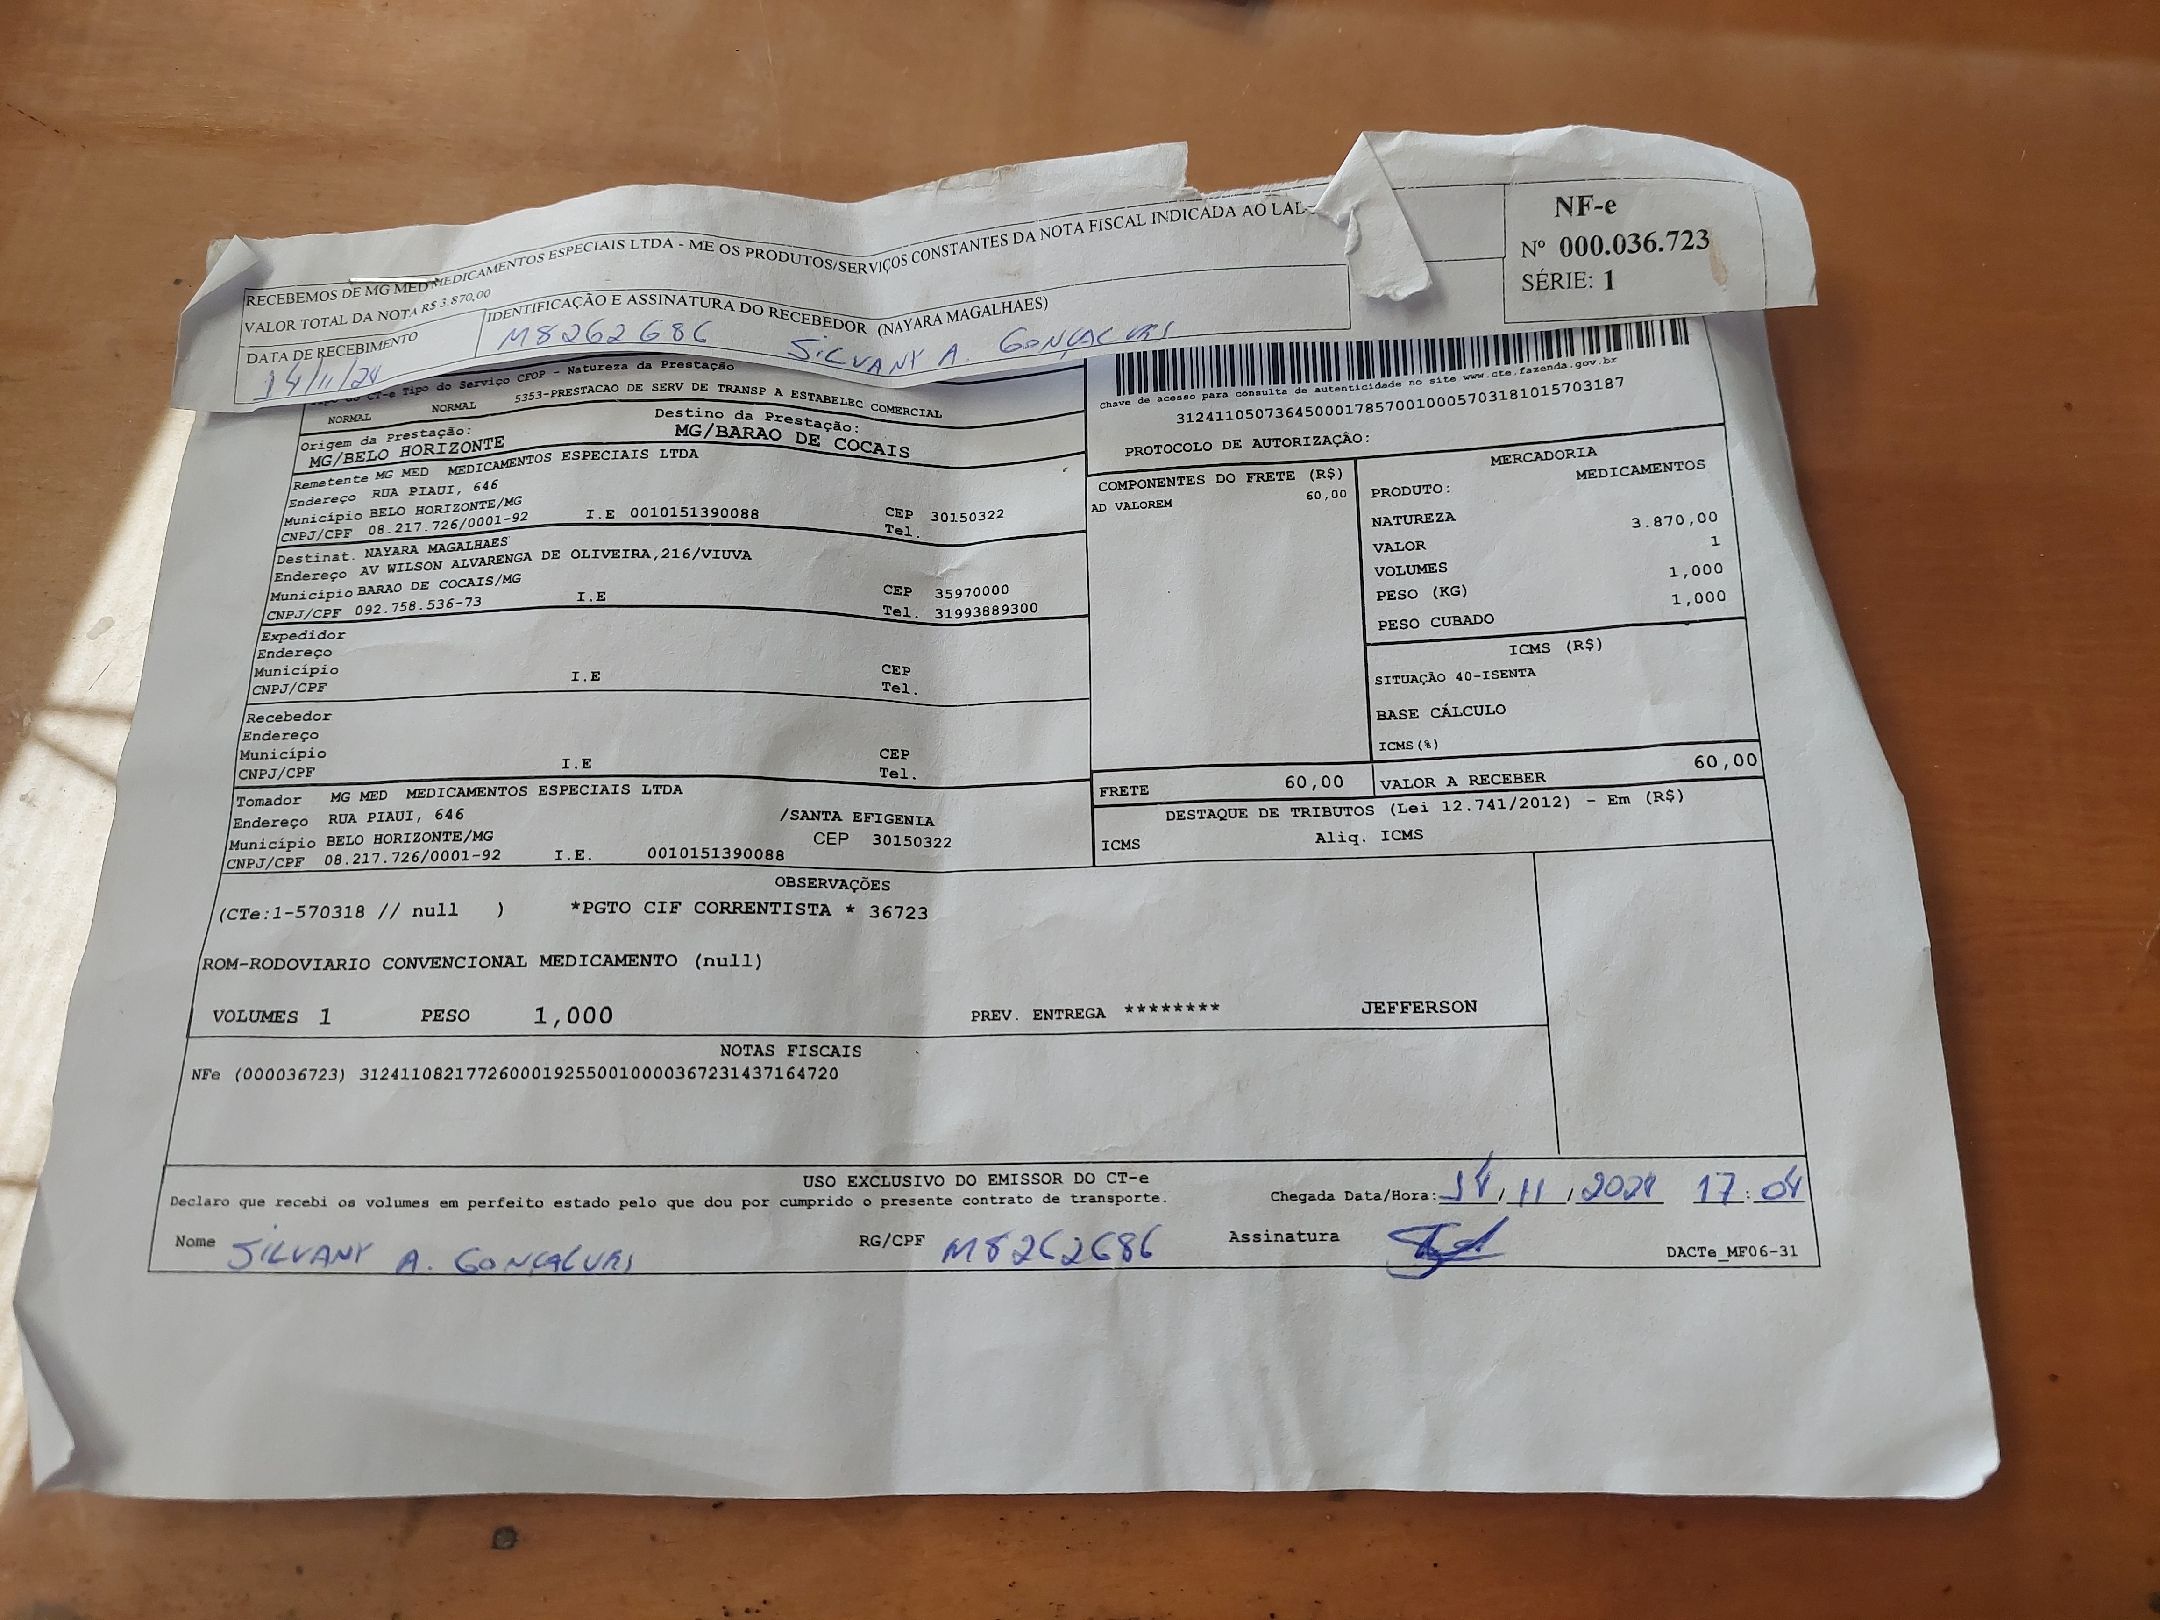 RECEBEMOS DE MG MED MEDICAMENTOS ESPECIAIS LTDA - ME OS PRODUTOS/SERVIÇOS CONSTANTES DA NOTA FISCAL INDICADA AO LAD
VALOR TOTAL DA NOTA R$ 3.870,00
DATA DE RECEBIMENTO
14/11/24
IDENTIFICAÇÃO E ASSINATURA DO RECEBEDOR (NAYARA MAGALHAES)
M8262686 SILVANY A. GONÇALVES
NF-e
Nº 000.036.723
SÉRIE: 1
CT-e Tipo do Serviço CFOP - Natureza da Prestação
NORMAL NORMAL 5353-PRESTACAO DE SERV DE TRANSP A ESTABELEC COMERCIAL
Origem da Prestação: Destino da Prestação:
MG/BELO HORIZONTE MG/BARAO DE COCAIS
Remetente MG MED MEDICAMENTOS ESPECIAIS LTDA
Endereço RUA PIAUI, 646
Município BELO HORIZONTE/MG CEP 30150322
CNPJ/CPF 08.217.726/0001-92 I.E 0010151390088 Tel.
Destinat. NAYARA MAGALHAES
Endereço AV WILSON ALVARENGA DE OLIVEIRA,216/VIUVA
Município BARAO DE COCAIS/MG CEP 35970000
CNPJ/CPF 092.758.536-73 I.E Tel. 31993889300
Expedidor
Endereço
Município CEP
CNPJ/CPF I.E Tel.
Recebedor
Endereço
Município CEP
CNPJ/CPF I.E Tel.
Tomador MG MED MEDICAMENTOS ESPECIAIS LTDA
Endereço RUA PIAUI, 646 /SANTA EFIGENIA
Município BELO HORIZONTE/MG CEP 30150322
CNPJ/CPF 08.217.726/0001-92 I.E. 0010151390088
Chave de acesso para consulta de autenticidade no site www.cte.fazenda.gov.br
31241105073645000178570010005703181015703187
PROTOCOLO DE AUTORIZAÇÃO:
COMPONENTES DO FRETE (R$)
AD VALOREM 60,00
MERCADORIA
PRODUTO: MEDICAMENTOS
NATUREZA
VALOR 3.870,00
VOLUMES 1
PESO (KG) 1,000
PESO CUBADO 1,000
ICMS (R$)
SITUAÇÃO 40-ISENTA
BASE CÁLCULO
ICMS(%)
FRETE 60,00 VALOR A RECEBER 60,00
DESTAQUE DE TRIBUTOS (Lei 12.741/2012) - Em (R$)
ICMS Aliq. ICMS
OBSERVAÇÕES
(CTe:1-570318 // null ) *PGTO CIF CORRENTISTA * 36723
ROM-RODOVIARIO CONVENCIONAL MEDICAMENTO (null)
VOLUMES 1 PESO 1,000 PREV. ENTREGA ******** JEFFERSON
NOTAS FISCAIS
NFe (000036723) 31241108217726000192550010000367231437164720
USO EXCLUSIVO DO EMISSOR DO CT-e
Declaro que recebi os volumes em perfeito estado pelo que dou por cumprido o presente contrato de transporte.
Chegada Data/Hora: 14/11/2024 17:04
Nome SILVANY A. GONÇALVES RG/CPF M8262686 Assinatura
DACTe_MF06-31